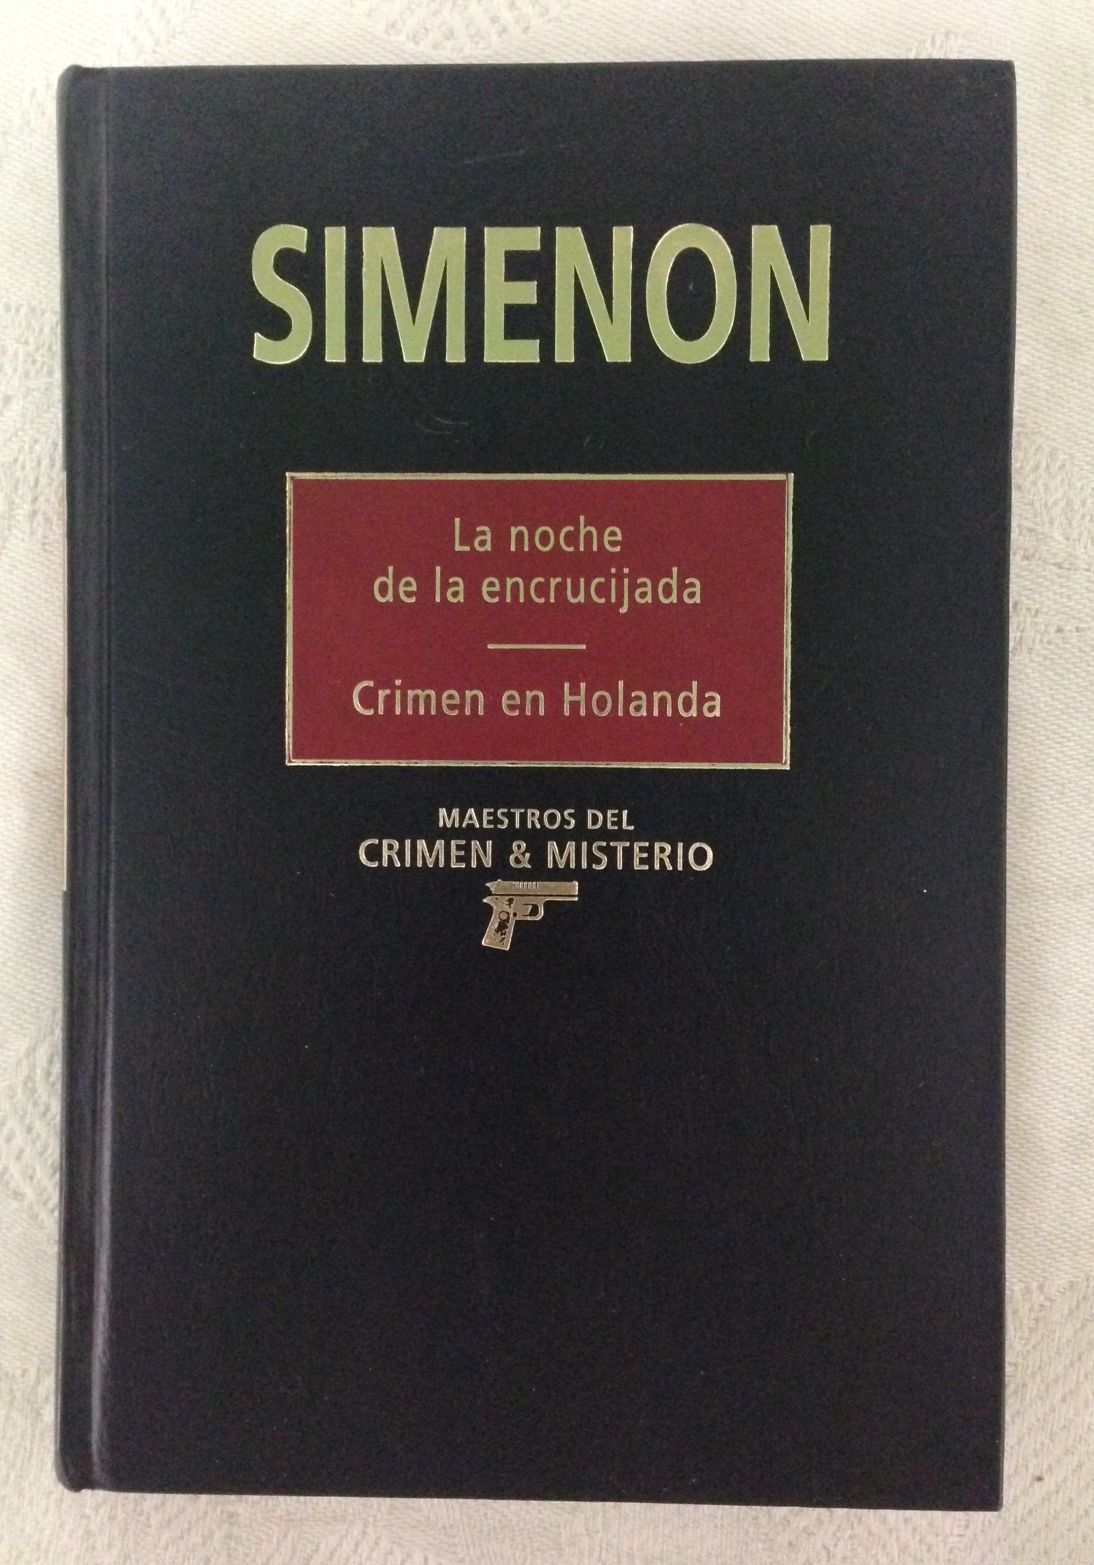 SIMENON
La noche
de la encrucijada
Crimen en Holanda
MAESTROS DEL
CRIMEN & MISTERIO